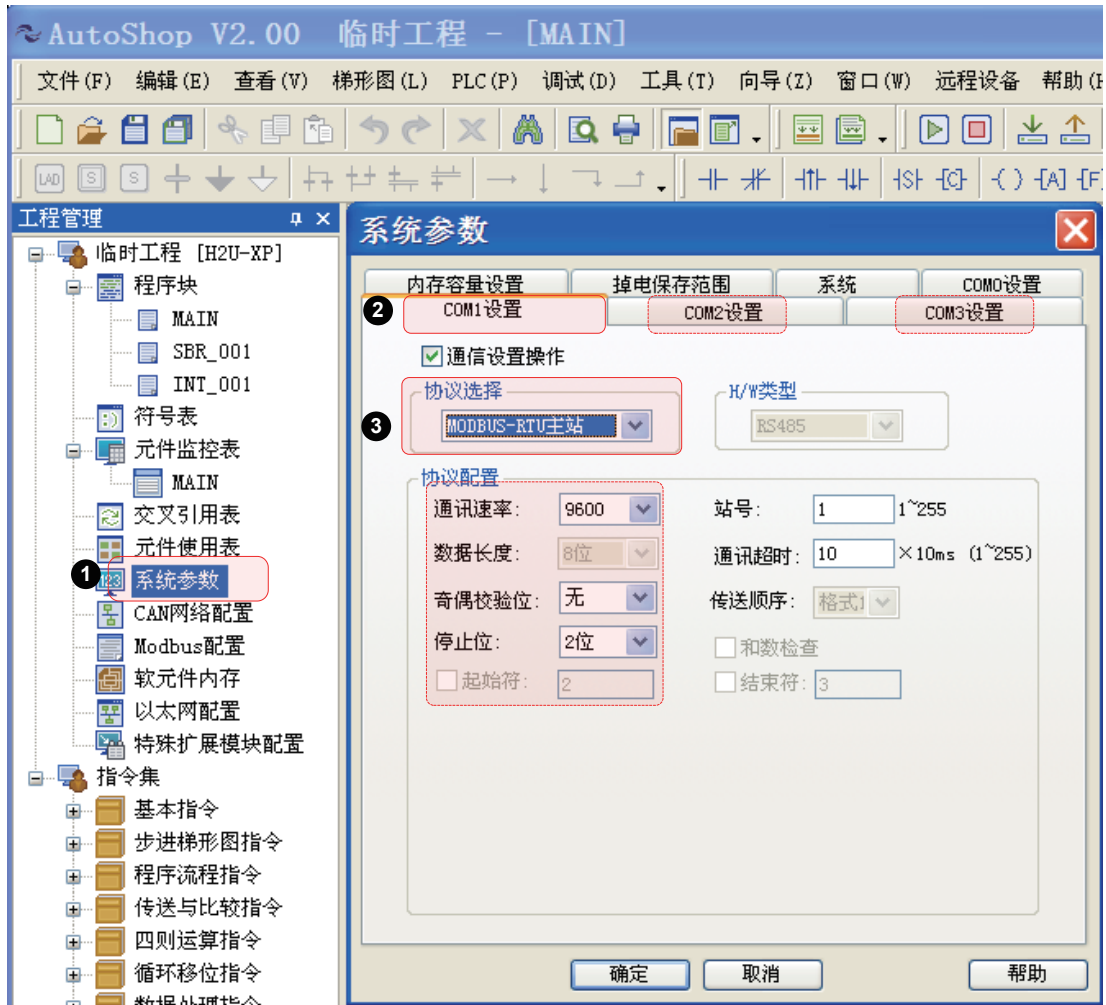 AutoShop V2.00 临时工程 - [MAIN]
文件(F) 编辑(E) 查看(V) 梯形图(L) PLC(P) 调试(D) 工具(T) 向导(Z) 窗口(W) 远程设备 帮助(H
LAD S S
S C ( ) [A] [F]
工程管理
临时工程 [H2U-XP]
程序块
MAIN
SBR_001
INT_001
符号表
元件监控表
MAIN
交叉引用表
元件使用表
1 123 系统参数
CAN网络配置
Modbus配置
软元件内存
以太网配置
特殊扩展模块配置
指令集
基本指令
步进梯形图指令
程序流程指令
传送与比较指令
四则运算指令
循环移位指令
数据处理指令
系统参数
内存容量设置 掉电保存范围 系统 COM0设置
2 COM1设置 COM2设置 COM3设置
通信设置操作
协议选择 H/W类型
3 MODBUS-RTU主站 RS485
协议配置
通讯速率: 9600 站号: 1 1~255
数据长度: 8位 通讯超时: 10 ×10ms (1~255)
奇偶校验位: 无 传送顺序: 格式1
停止位: 2位 和数检查
起始符: 2 结束符: 3
确定 取消 帮助